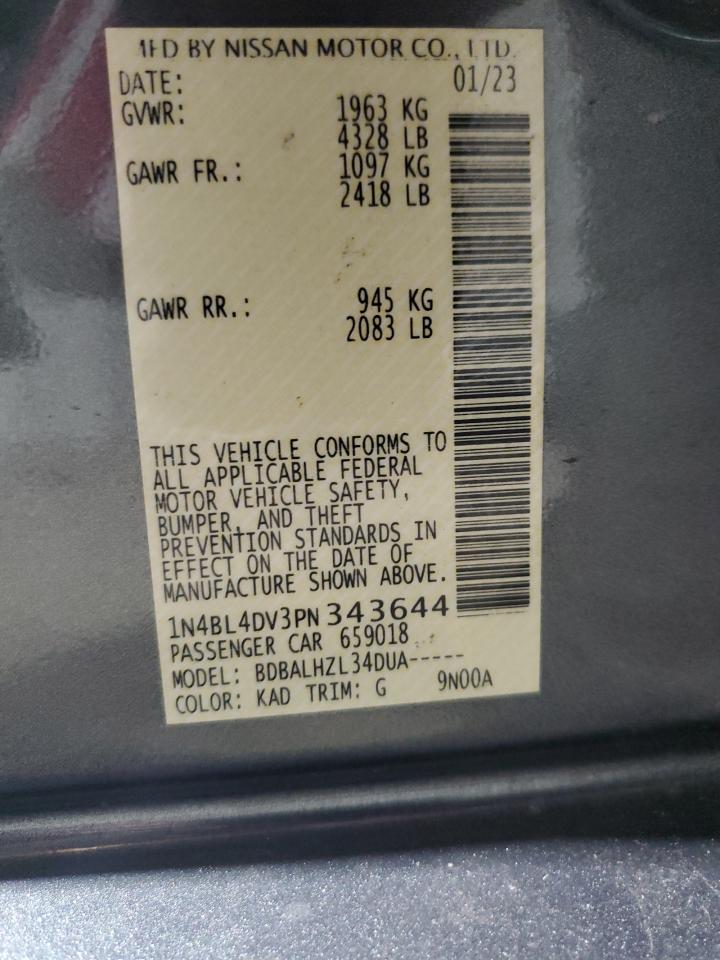 MFD BY NISSAN MOTOR CO., LTD.
DATE: 01/23
GVWR: 1963 KG
4328 LB
GAWR FR.: 1097 KG
2418 LB
GAWR RR.: 945 KG
2083 LB
THIS VEHICLE CONFORMS TO
ALL APPLICABLE FEDERAL
MOTOR VEHICLE SAFETY,
BUMPER, AND THEFT
PREVENTION STANDARDS IN
EFFECT ON THE DATE OF
MANUFACTURE SHOWN ABOVE.
1N4BL4DV3PN343644
PASSENGER CAR 659018
MODEL: BDBALHZL34DUA-----
COLOR: KAD TRIM: G 9N00A